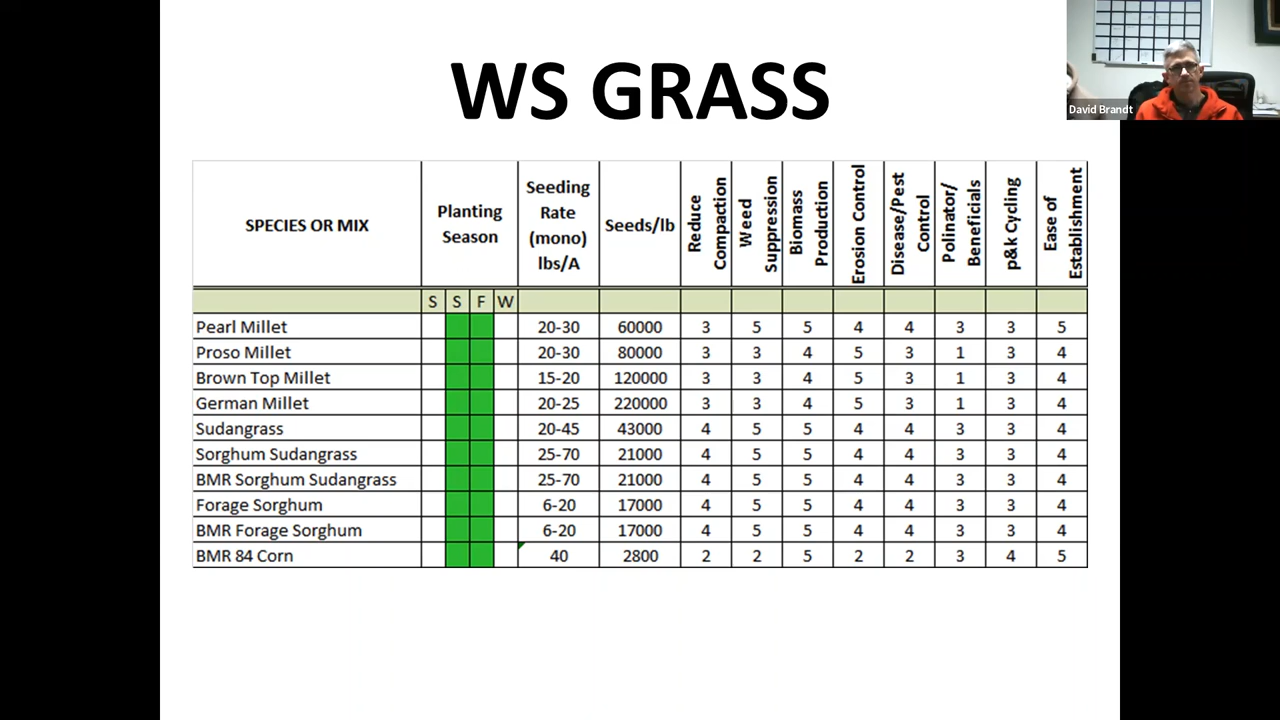 WS GRASS
David Brandt
SPECIES OR MIX Planting Season Seeding Rate (mono) lbs/A Seeds/lb Reduce Compaction Weed Suppression Biomass Production Erosion Control Disease/Pest Control Polinator/ Beneficials p&k Cycling Ease of Establishment
S S F W
Pearl Millet 20-30 60000 3 5 5 4 4 3 3 5
Proso Millet 20-30 80000 3 3 4 5 3 1 3 4
Brown Top Millet 15-20 120000 3 3 4 5 3 1 3 4
German Millet 20-25 220000 3 3 4 5 3 1 3 4
Sudangrass 20-45 43000 4 5 5 4 4 3 3 4
Sorghum Sudangrass 25-70 21000 4 5 5 4 4 3 3 4
BMR Sorghum Sudangrass 25-70 21000 4 5 5 4 4 3 3 4
Forage Sorghum 6-20 17000 4 5 5 4 4 3 3 4
BMR Forage Sorghum 6-20 17000 4 5 5 4 4 3 3 4
BMR 84 Corn 40 2800 2 2 5 2 2 3 4 5